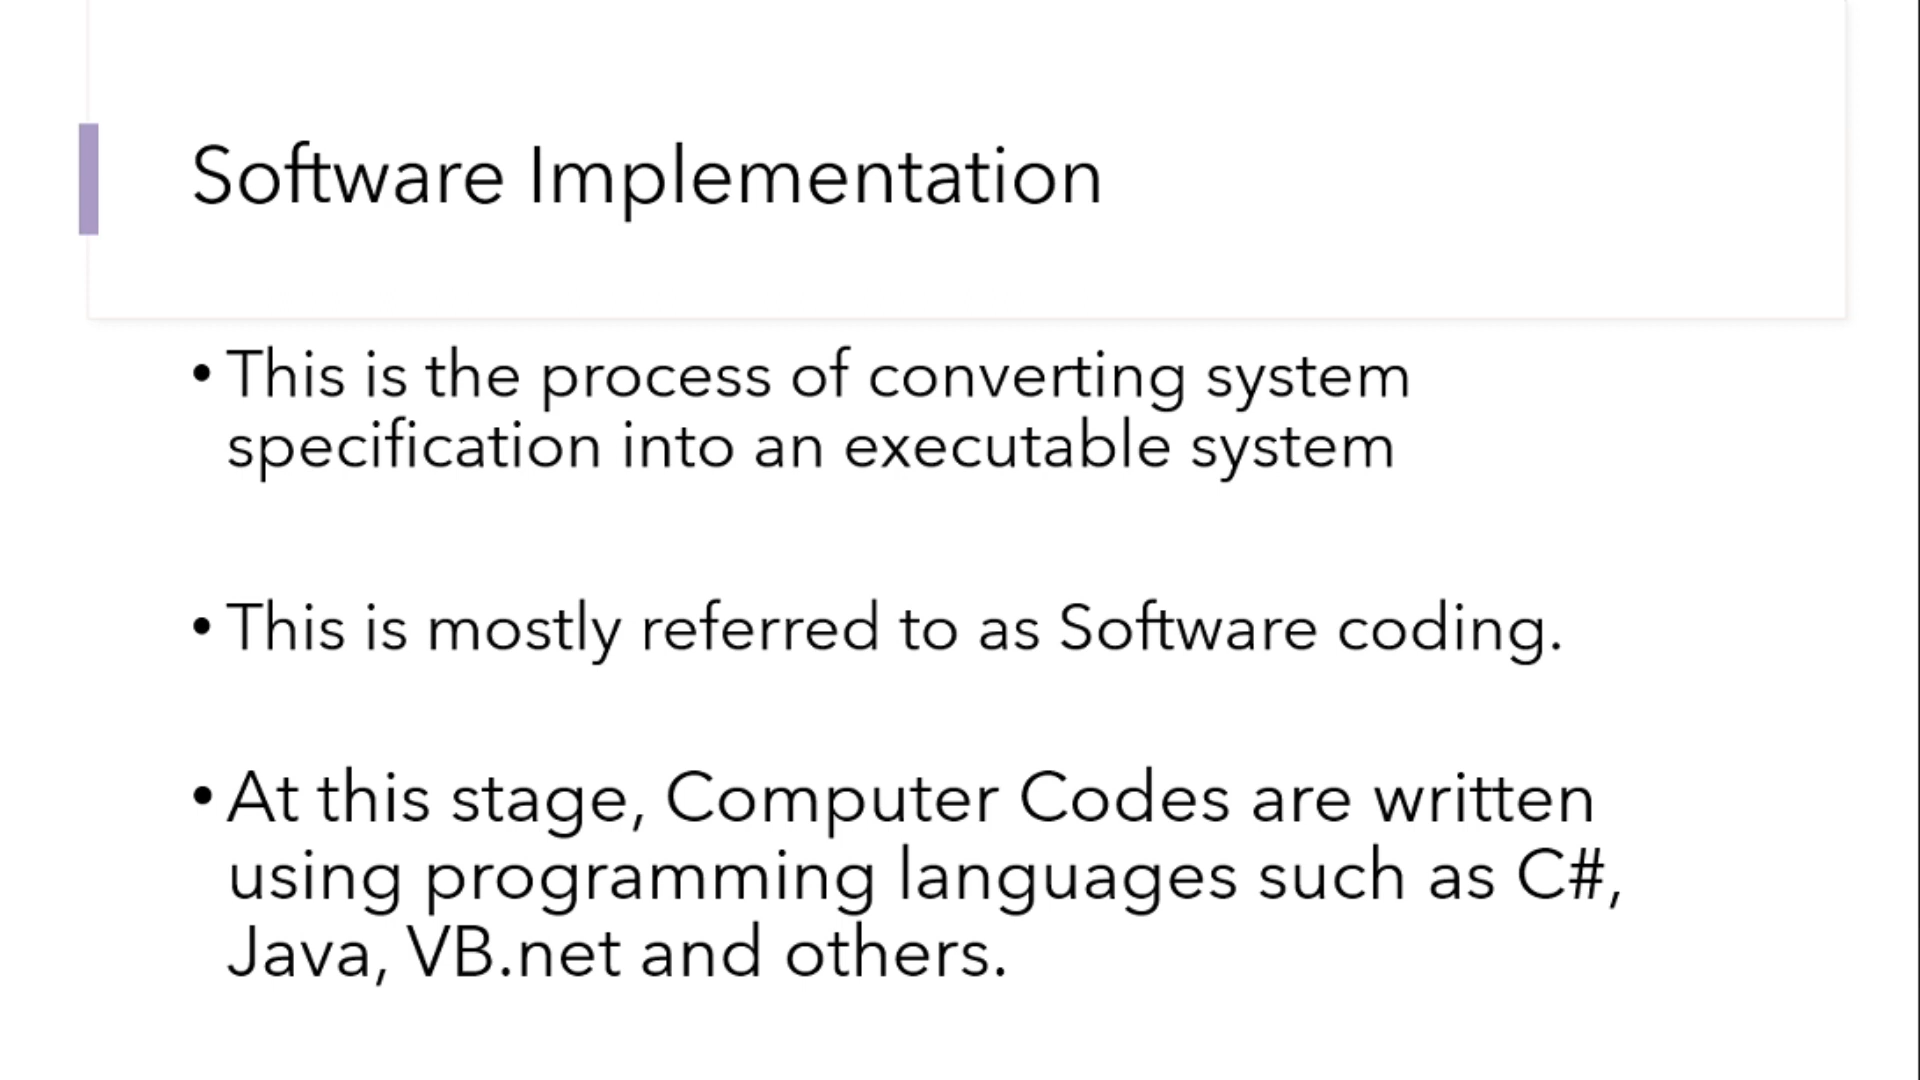 Software Implementation
• This is the process of converting system
specification into an executable system
• This is mostly referred to as Software coding.
• At this stage, Computer Codes are written
using programming languages such as C#,
Java, VB.net and others.